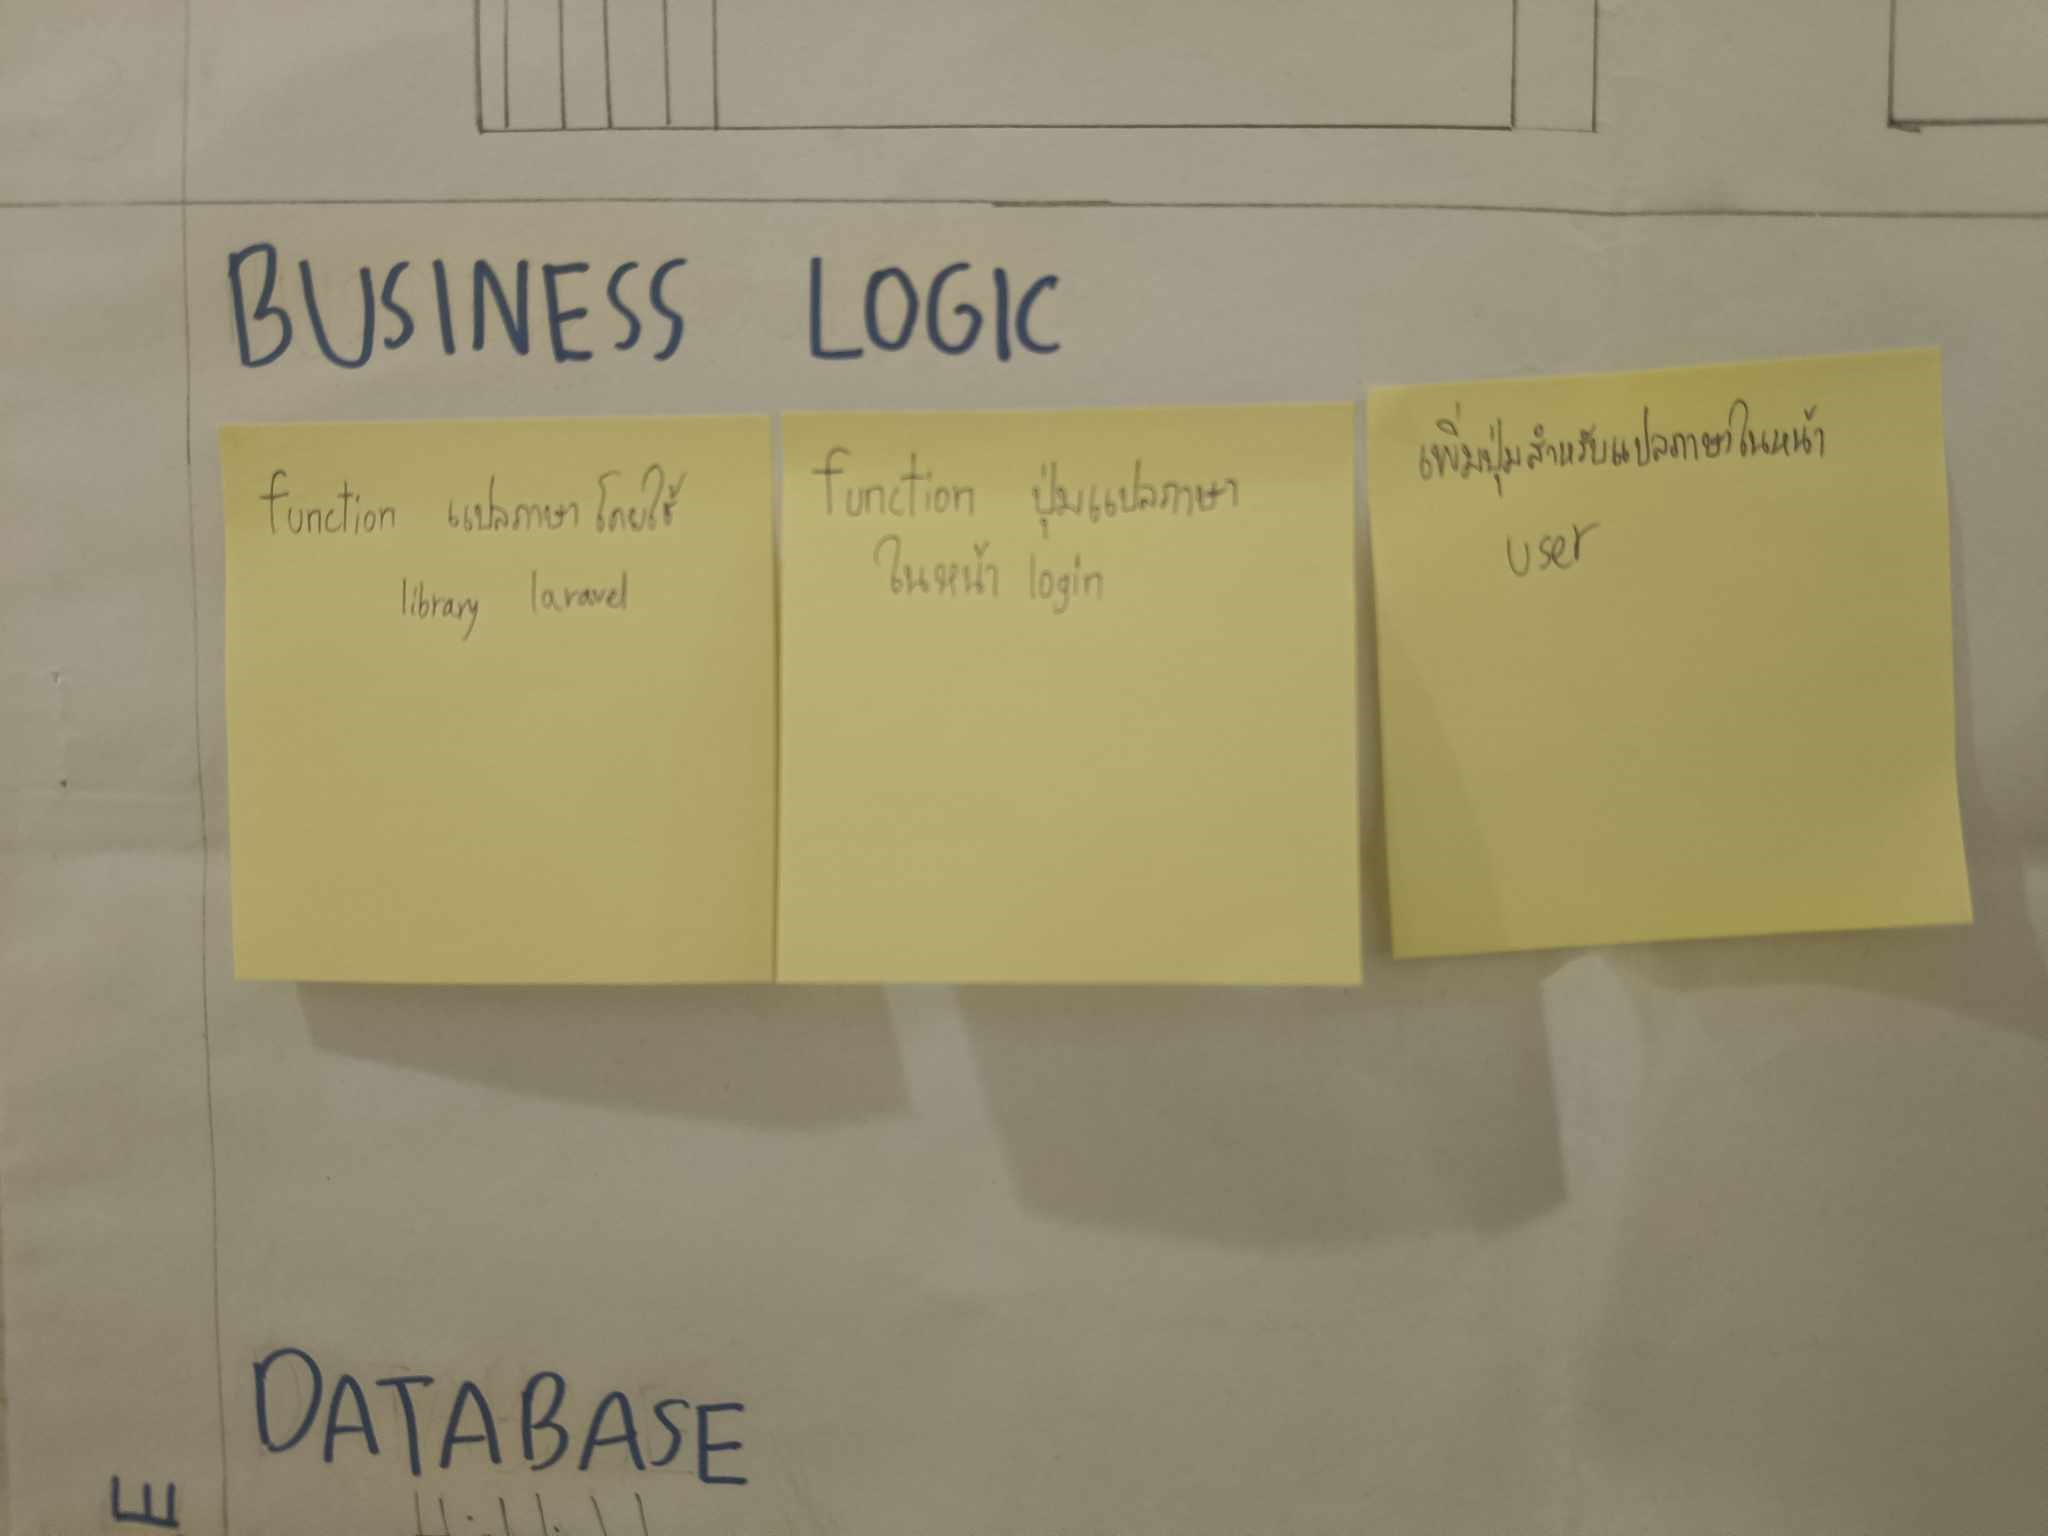 BUSINESS LOGIC
function แปลภาษาโดยใช้
library laravel
function ปุ่มแปลภาษา
ในหน้า login
เพิ่มปุ่มสำหรับแปลภาษาในหน้า
user
DATABASE
E